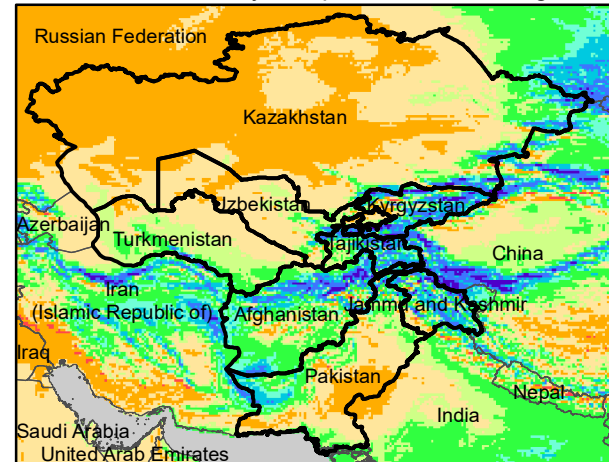 Russian Federation
Kazakhstan
Izbekistan
Kyrgyzstan
Azerbaijan
Turkmenistan
Tajikistan
China
Iran
(Islamic Republic of)
Afghanistan
Jammu and Kashmir
Iraq
Pakistan
Nepal
India
Saudi Arabia
United Arab Emirates